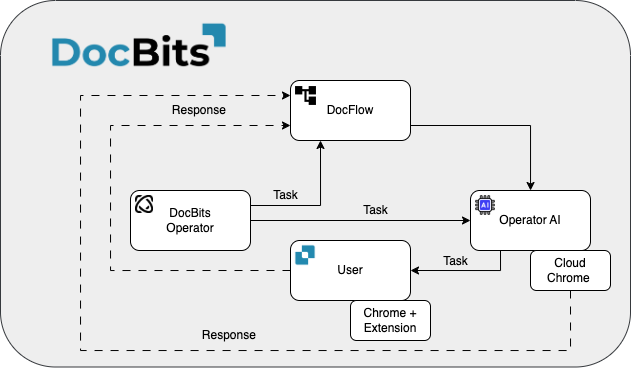 DocBits
Response
DocFlow
Task
DocBits
Operator
Task
AI
Operator AI
User
Task
Cloud
Chrome
Chrome +
Extension
Response